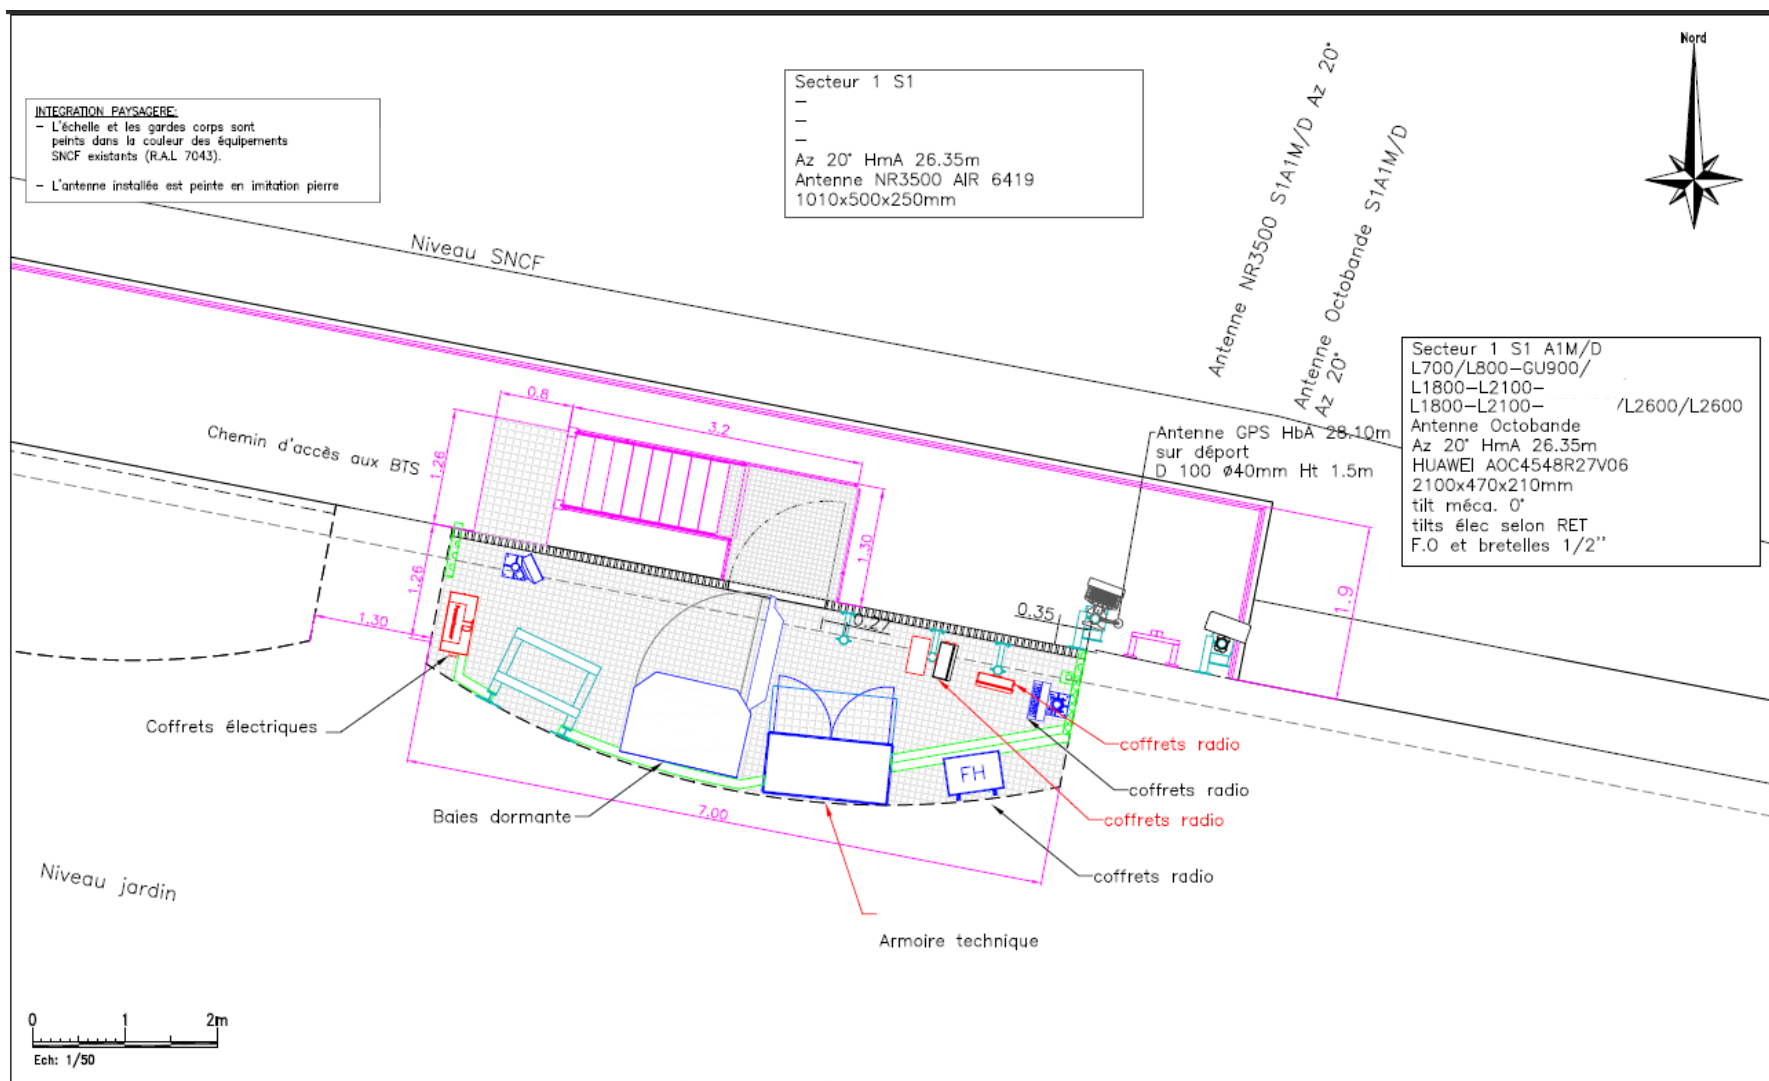 Nord
INTEGRATION PAYSAGERE:
– L'échelle et les gardes corps sont
peints dans la couleur des équipements
SNCF existants (R.A.L 7043).
– L'antenne installée est peinte en imitation pierre
Secteur 1 S1
–
–
–
Az 20° HmA 26.35m
Antenne NR3500 AIR 6419
1010x500x250mm
Antenne NR3500 S1A1M/D Az 20°
Antenne Octobande S1A1M/D
Az 20°
Niveau SNCF
Secteur 1 S1 A1M/D
L700/L800–GU900/
L1800–L2100–
L1800–L2100– /L2600/L2600
Antenne Octobande
Az 20° HmA 26.35m
HUAWEI AOC4548R27V06
2100x470x210mm
tilt méca. 0°
tilts élec selon RET
F.O et bretelles 1/2''
0.8
3.2
1.26
Chemin d'accès aux BTS
Antenne GPS HbA 28.10m
sur déport
D 100 ø40mm Ht 1.5m
1.30
1.26
1.30
0.27
0.35
1.9
Coffrets électriques
coffrets radio
coffrets radio
coffrets radio
FH
Baies dormante
7.00
coffrets radio
Niveau jardin
Armoire technique
0 1 2m
Ech: 1/50